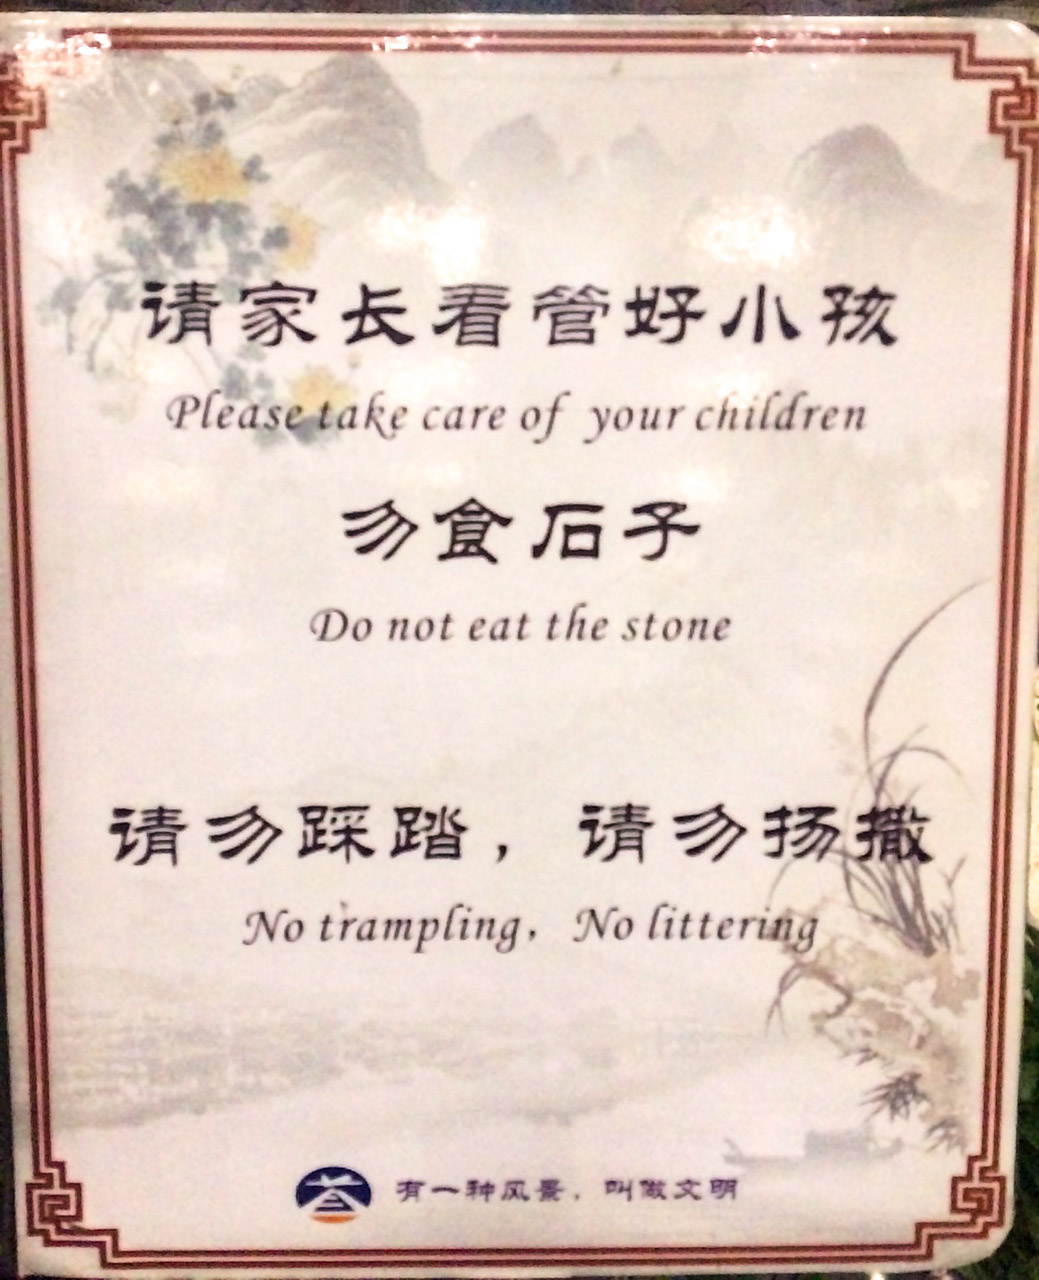 请家长看管好小孩
Please take care of your children
勿食石子
Do not eat the stone
请勿踩踏，请勿扬撒
No trampling, No littering
有一种风景，叫做文明